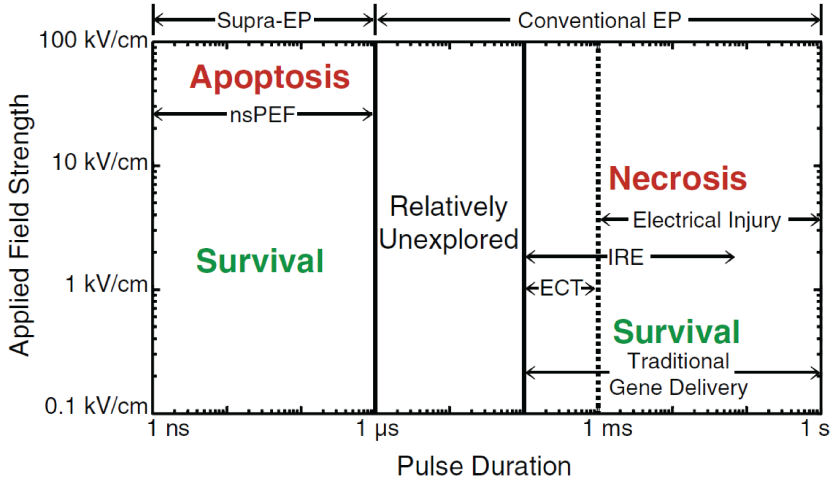 Supra-EP
Conventional EP
100 kV/cm
Apoptosis
nsPEF
10 kV/cm
Necrosis
Relatively
Unexplored
Electrical Injury
Survival
IRE
1 kV/cm
ECT
Survival
Traditional
Gene Delivery
0.1 kV/cm
1 ns
1 µs
1 ms
1 s
Applied Field Strength
Pulse Duration